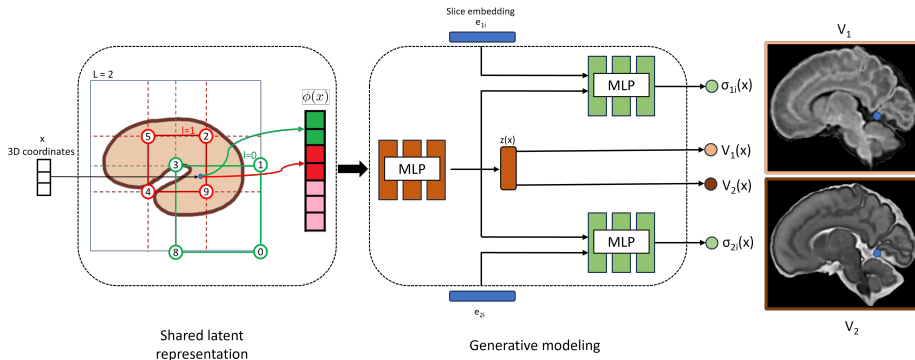 Slice embedding
e1i
V1
L = 2
ϕ(x)
MLP
σ1i(x)
x
3D coordinates
5
l=1
2
l=0
3
1
4
9
8
0
MLP
z(x)
V1(x)
V2(x)
MLP
σ2i(x)
e2i
Shared latent
representation
Generative modeling
V2